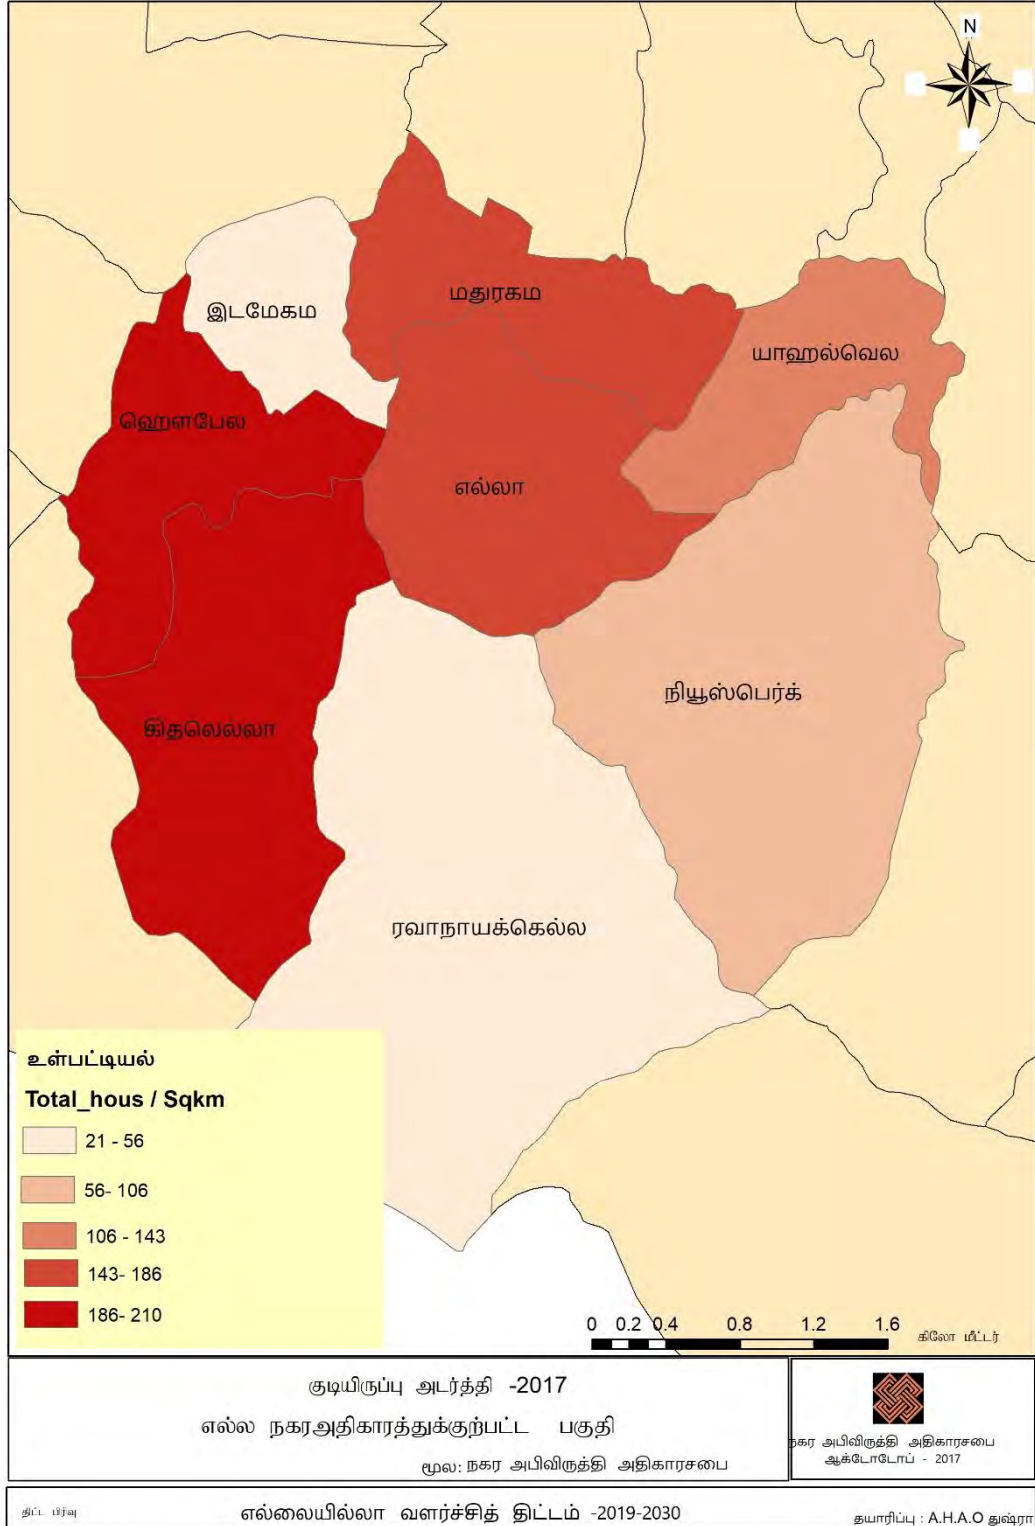 N
மதுரகம
இடமேகம
யாஹல்வெல
ஹெளபேல
எல்லா
நியூஸ்பெர்க்
கிதலெல்லா
ரவாநாயக்கெல்ல
உள்பட்டியல்
Total_hous / Sqkm
21 - 56
56- 106
106 - 143
143- 186
186- 210
0 0.2 0.4 0.8 1.2 1.6
கிலோ மீட்டர்
குடியிருப்பு அடர்த்தி -2017
எல்ல நகரஅதிகாரத்துக்குற்பட்ட பகுதி
மூல: நகர அபிவிருத்தி அதிகாரசபை
நகர அபிவிருத்தி அதிகாரசபை
ஆக்டோடோப் - 2017
திட்ட பிரிவு எல்லையில்லா வளர்ச்சித் திட்டம் -2019-2030 தயாரிப்பு : A.H.A.O துஷ்ரா